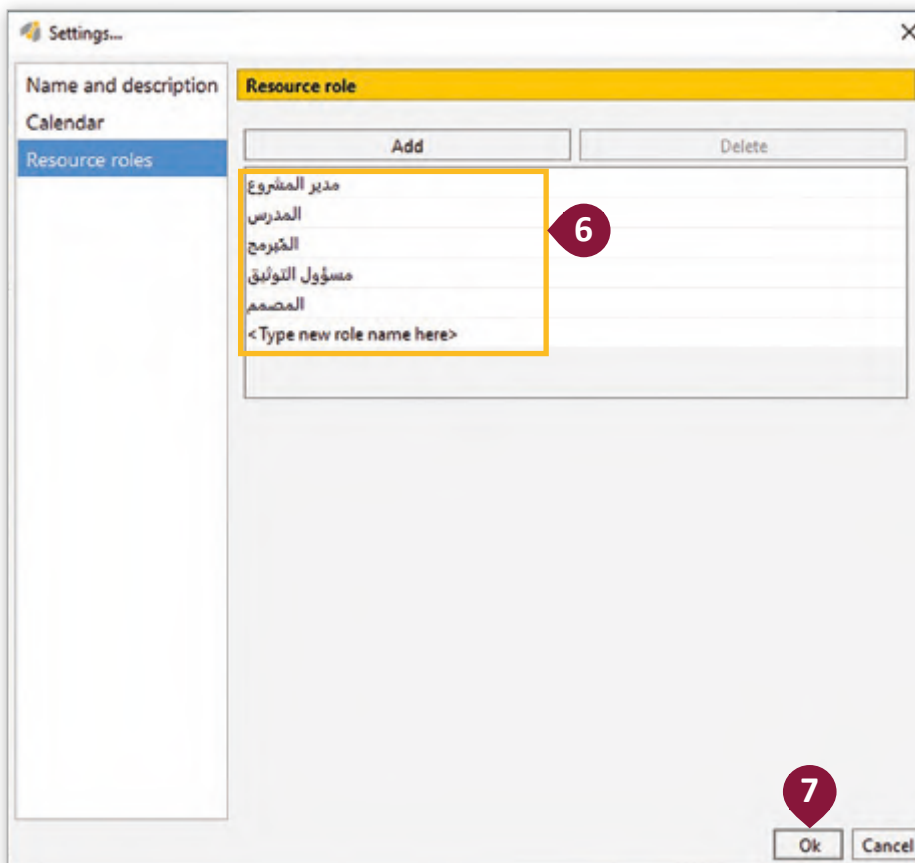 Settings...
Name and description
Calendar
Resource roles
Resource role
Add
Delete
مدير المشروع
المدرس
المُبرمج
مسؤول التوثيق
المصمم
<Type new role name here>
6
7
Ok
Cancel